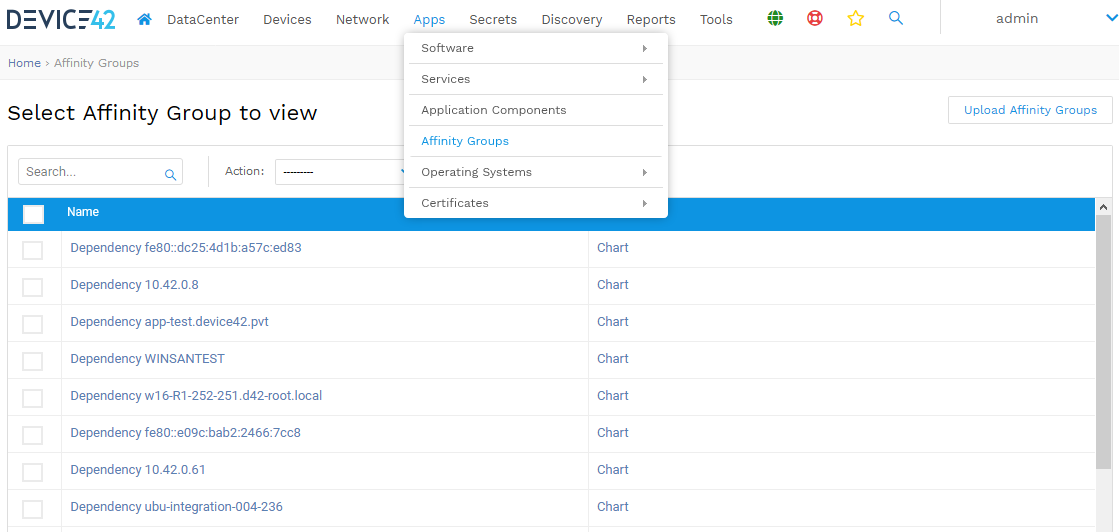 DEVICE42 DataCenter Devices Network Apps Secrets Discovery Reports Tools admin
Home › Affinity Groups
Software
Services
Application Components
Affinity Groups
Operating Systems
Certificates
Select Affinity Group to view
Upload Affinity Groups
Search... Action: ---------
Name
Dependency fe80::dc25:4d1b:a57c:ed83 Chart
Dependency 10.42.0.8 Chart
Dependency app-test.device42.pvt Chart
Dependency WINSANTEST Chart
Dependency w16-R1-252-251.d42-root.local Chart
Dependency fe80::e09c:bab2:2466:7cc8 Chart
Dependency 10.42.0.61 Chart
Dependency ubu-integration-004-236 Chart